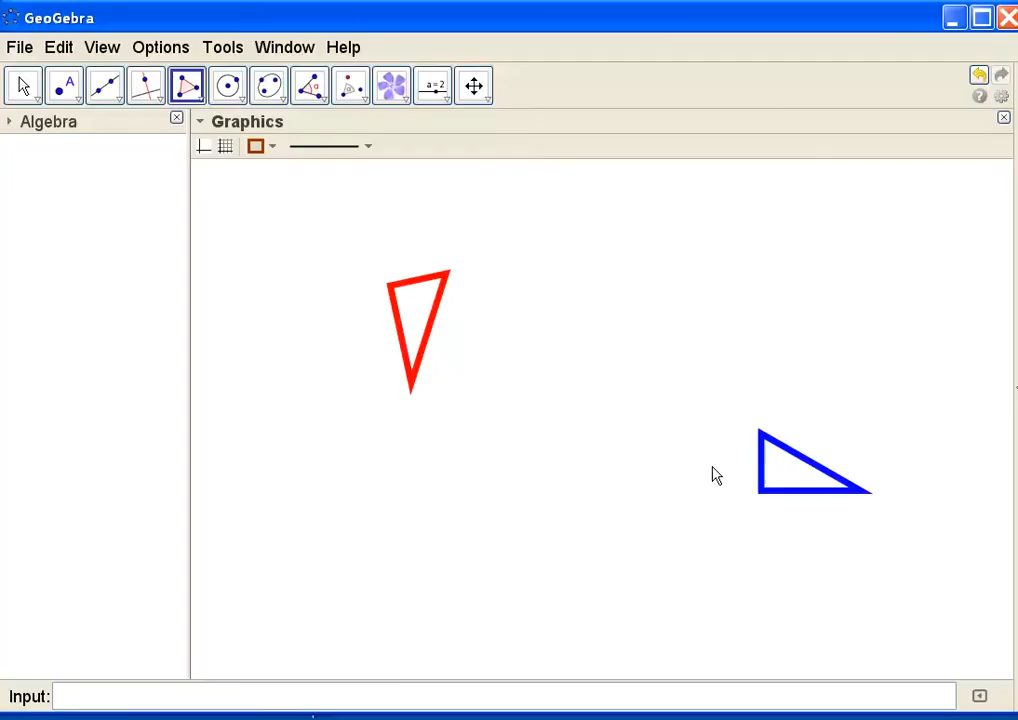 GeoGebra
File Edit View Options Tools Window Help
A
α
a=2
Algebra
Graphics
Input: